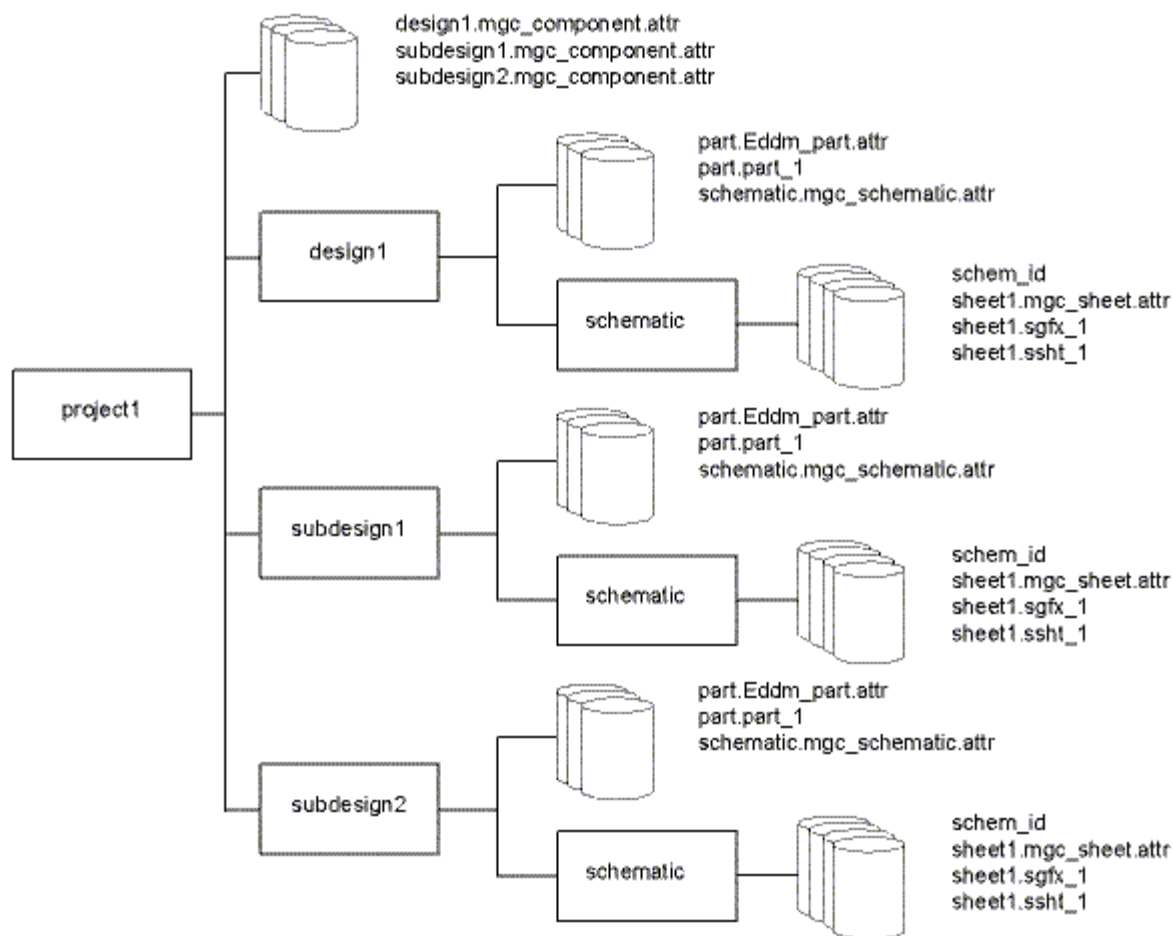 design1.mgc_component.attr
subdesign1.mgc_component.attr
subdesign2.mgc_component.attr
part.Eddm_part.attr
part.part_1
schematic.mgc_schematic.attr
design1
schem_id
sheet1.mgc_sheet.attr
sheet1.sgfx_1
sheet1.ssht_1
schematic
project1
part.Eddm_part.attr
part.part_1
schematic.mgc_schematic.attr
subdesign1
schem_id
sheet1.mgc_sheet.attr
sheet1.sgfx_1
sheet1.ssht_1
schematic
part.Eddm_part.attr
part.part_1
schematic.mgc_schematic.attr
subdesign2
schem_id
sheet1.mgc_sheet.attr
sheet1.sgfx_1
sheet1.ssht_1
schematic